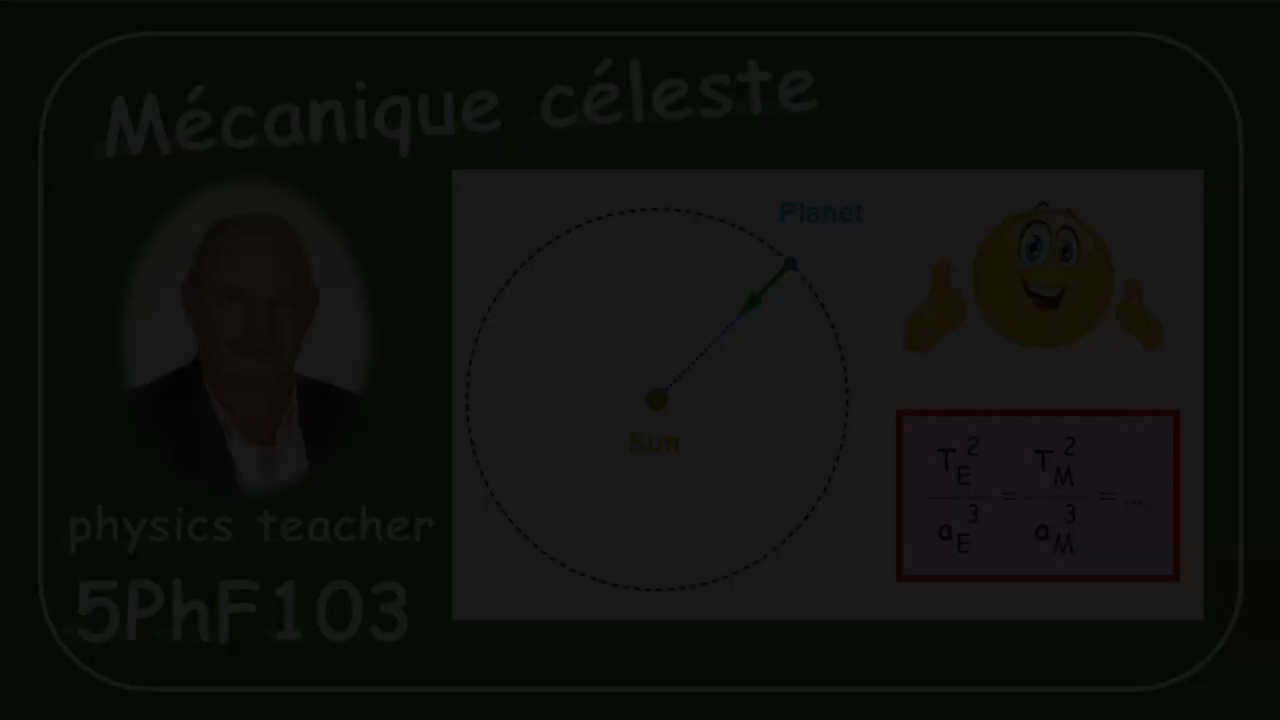 Mécanique céleste
Planet
Sun
T_E^2 / a_E^3 = T_M^2 / a_M^3 = ...
physics teacher
5PhF103